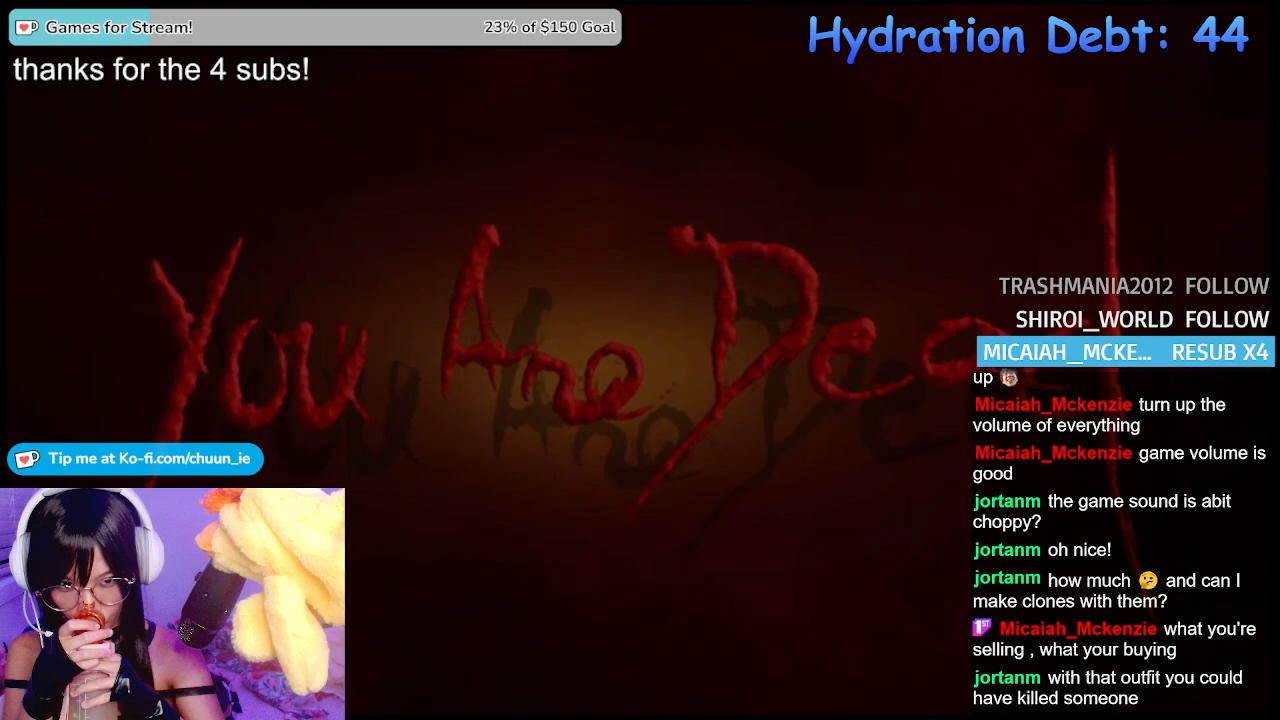 Games for Stream!
23% of $150 Goal
Hydration Debt: 44
thanks for the 4 subs!
You Are Dead
TRASHMANIA2012 FOLLOW
SHIROI_WORLD FOLLOW
MICAIAH_MCKE... RESUB X4
up
Micaiah_Mckenzie turn up the
volume of everything
Micaiah_Mckenzie game volume is
good
jortanm the game sound is abit
choppy?
jortanm oh nice!
jortanm how much 🤔 and can I
make clones with them?
1ST Micaiah_Mckenzie what you're
selling , what your buying
jortanm with that outfit you could
have killed someone
Tip me at Ko-fi.com/chuun_ie